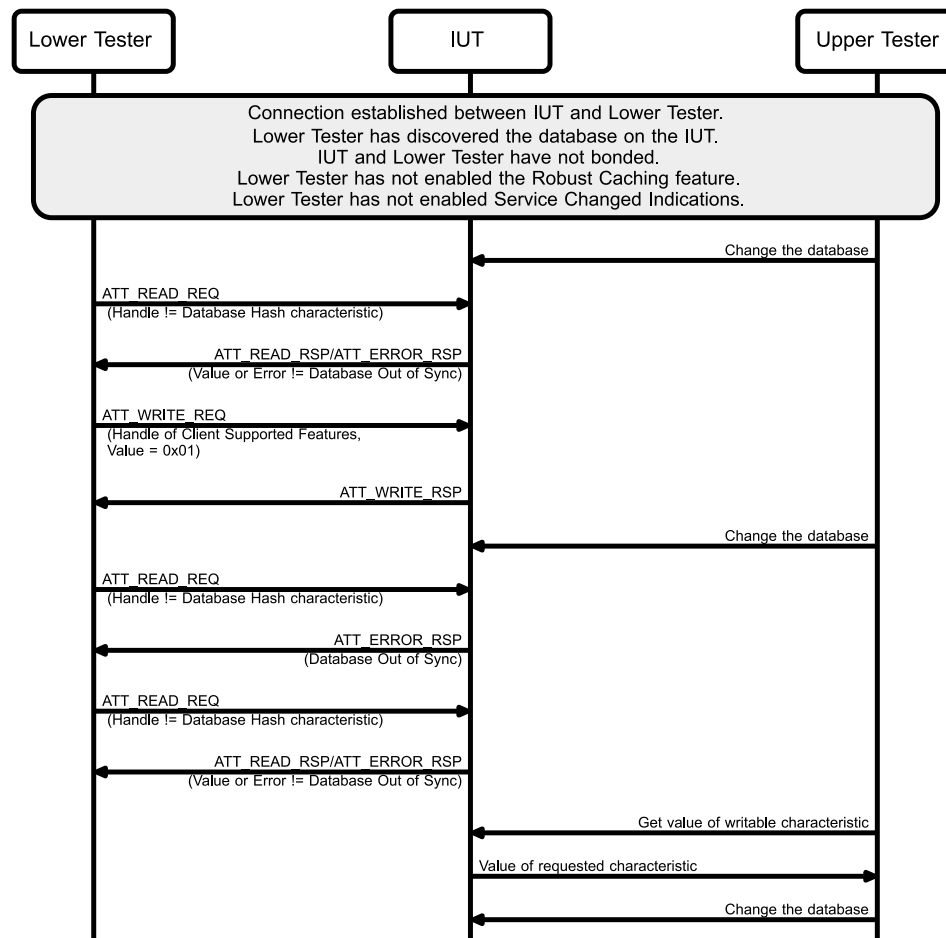 Lower Tester
IUT
Upper Tester
Connection established between IUT and Lower Tester.
Lower Tester has discovered the database on the IUT.
IUT and Lower Tester have not bonded.
Lower Tester has not enabled the Robust Caching feature.
Lower Tester has not enabled Service Changed Indications.
Change the database
ATT_READ_REQ
(Handle != Database Hash characteristic)
ATT_READ_RSP/ATT_ERROR_RSP
(Value or Error != Database Out of Sync)
ATT_WRITE_REQ
(Handle of Client Supported Features,
Value = 0x01)
ATT_WRITE_RSP
Change the database
ATT_READ_REQ
(Handle != Database Hash characteristic)
ATT_ERROR_RSP
(Database Out of Sync)
ATT_READ_REQ
(Handle != Database Hash characteristic)
ATT_READ_RSP/ATT_ERROR_RSP
(Value or Error != Database Out of Sync)
Get value of writable characteristic
Value of requested characteristic
Change the database